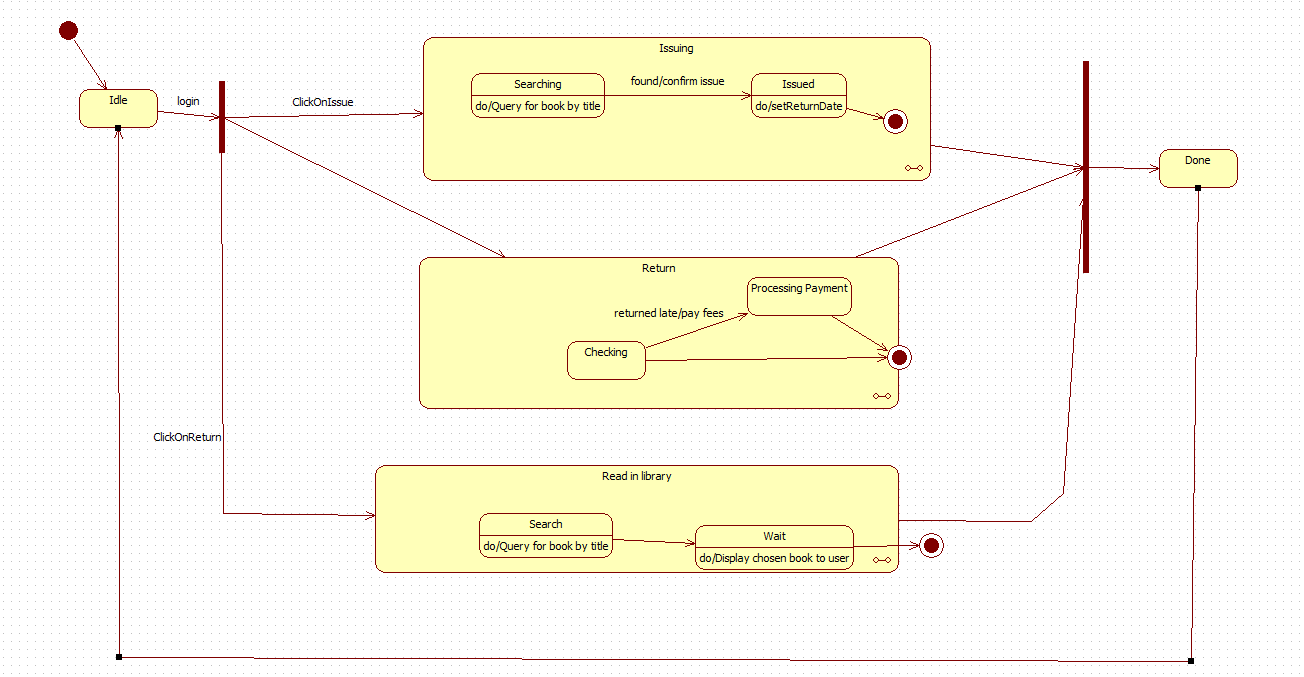 Idle
login
ClickOnIssue
Issuing
Searching
do/Query for book by title
found/confirm issue
Issued
do/setReturnDate
Done
Return
Processing Payment
returned late/pay fees
Checking
ClickOnReturn
Read in library
Search
do/Query for book by title
Wait
do/Display chosen book to user